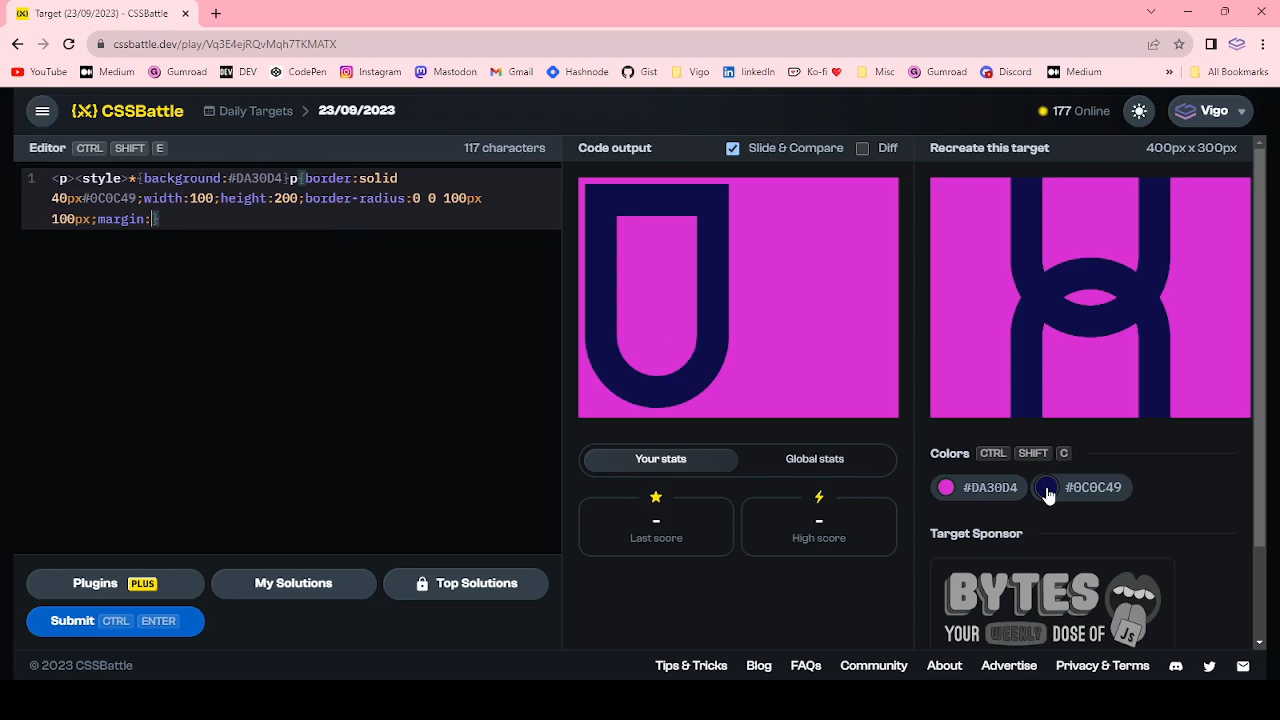 Target (23/09/2023) - CSSBattle
cssbattle.dev/play/Vq3E4ejRQvMqh7TKMATX
YouTube Medium Gumroad DEV CodePen Instagram Mastodon Gmail Hashnode Gist Vigo linkedIn Ko-fi Misc Gumroad Discord Medium » All Bookmarks
{X} CSSBattle Daily Targets > 23/09/2023 177 Online Vigo
Editor CTRL SHIFT E 117 characters Code output Slide & Compare Diff Recreate this target 400px x 300px
1 <p><style>*{background:#DA30D4}p{border:solid
40px#0C0C49;width:100;height:200;border-radius:0 0 100px
100px;margin:}
Your stats Global stats
Colors CTRL SHIFT C
#DA30D4 #0C0C49
- -
Last score High score
Target Sponsor
BYTES
YOUR WEEKLY DOSE OF JS
Plugins PLUS My Solutions Top Solutions
Submit CTRL ENTER
© 2023 CSSBattle Tips & Tricks Blog FAQs Community About Advertise Privacy & Terms